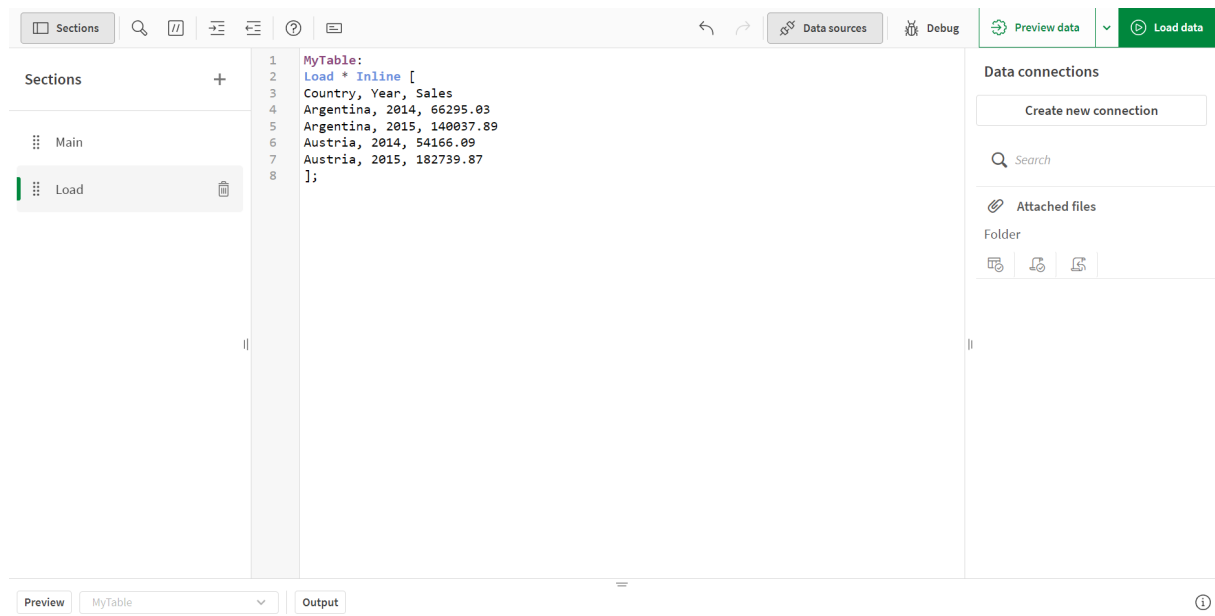 Sections
//
?
Data sources
Debug
Preview data
Load data
Sections
+
Main
Load
1 MyTable:
2 Load * Inline [
3 Country, Year, Sales
4 Argentina, 2014, 66295.03
5 Argentina, 2015, 140037.89
6 Austria, 2014, 54166.09
7 Austria, 2015, 182739.87
8 ];
Data connections
Create new connection
Search
Attached files
Folder
Preview
MyTable
Output